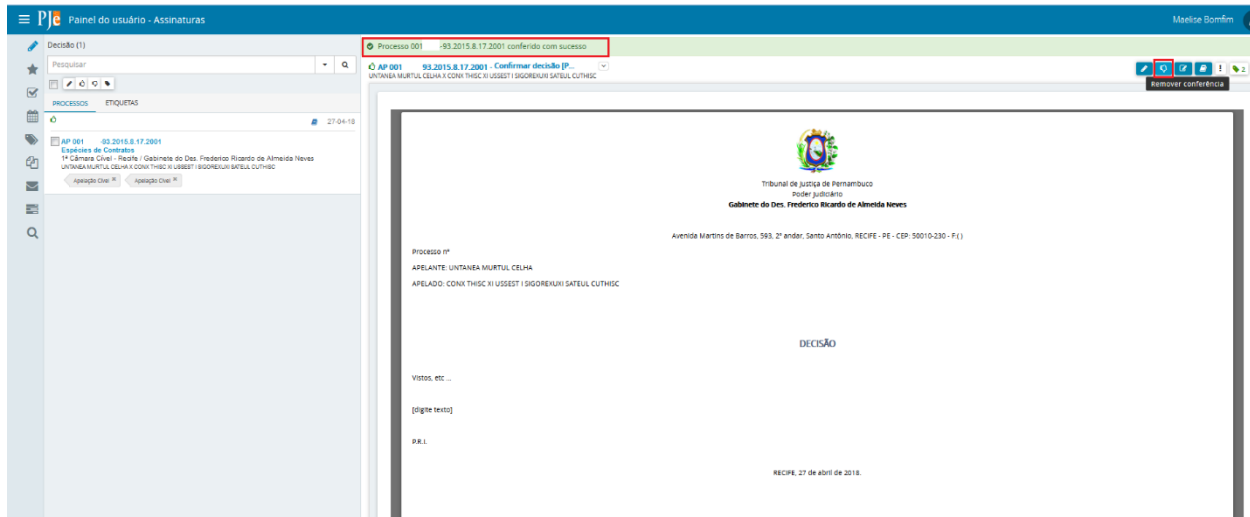 PJe Painel do usuário - Assinaturas
Maelise Bomfim
Decisão (1)
Pesquisar
PROCESSOS ETIQUETAS
27-04-18
AP 001 -93.2015.8.17.2001
Espécies de Contratos
1ª Câmara Cível - Recife / Gabinete do Des. Frederico Ricardo de Almeida Neves
UNTANEA MURTUL CELHA X CONX THISC XI USSEST I SIGOREXUXI SATEUL CUTHISC
Apelação Cível × Apelação Cível ×
Processo 001 -93.2015.8.17.2001 conferido com sucesso
AP 001 93.2015.8.17.2001 - Confirmar decisão [P...
UNTANEA MURTUL CELHA X CONX THISC XI USSEST I SIGOREXUXI SATEUL CUTHISC
2
Remover conferência
Tribunal de Justiça de Pernambuco
Poder Judiciário
Gabinete do Des. Frederico Ricardo de Almeida Neves
Avenida Martins de Barros, 593, 2º andar, Santo Antônio, RECIFE - PE - CEP: 50010-230 - F:( )
Processo nº
APELANTE: UNTANEA MURTUL CELHA
APELADO: CONX THISC XI USSEST I SIGOREXUXI SATEUL CUTHISC
DECISÃO
Vistos, etc ...
[digite texto]
P.R.I.
RECIFE, 27 de abril de 2018.